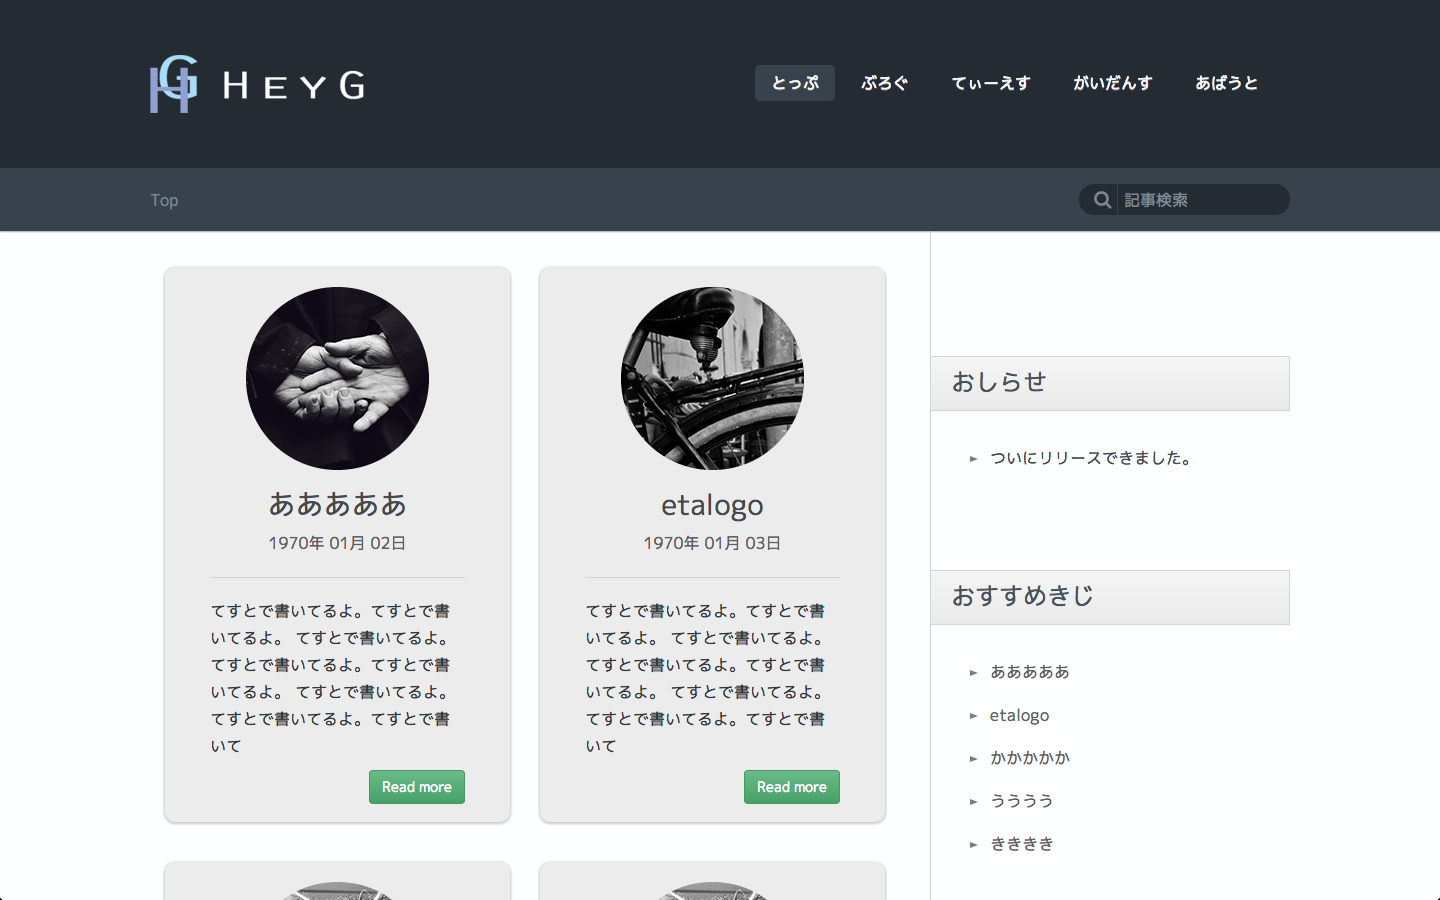 HG HEYG
とっぷ ぶろぐ てぃーえす がいだんす あばうと
Top
記事検索
あああああ
1970年 01月 02日
てすとで書いてるよ。てすとで書
いてるよ。 てすとで書いてるよ。
てすとで書いてるよ。てすとで書
いてるよ。 てすとで書いてるよ。
てすとで書いてるよ。てすとで書
いて
Read more
etalogo
1970年 01月 03日
てすとで書いてるよ。てすとで書
いてるよ。 てすとで書いてるよ。
てすとで書いてるよ。てすとで書
いてるよ。 てすとで書いてるよ。
てすとで書いてるよ。てすとで書
いて
Read more
おしらせ
► ついにリリースできました。
おすすめきじ
► あああああ
► etalogo
► かかかかか
► うううう
► きききき